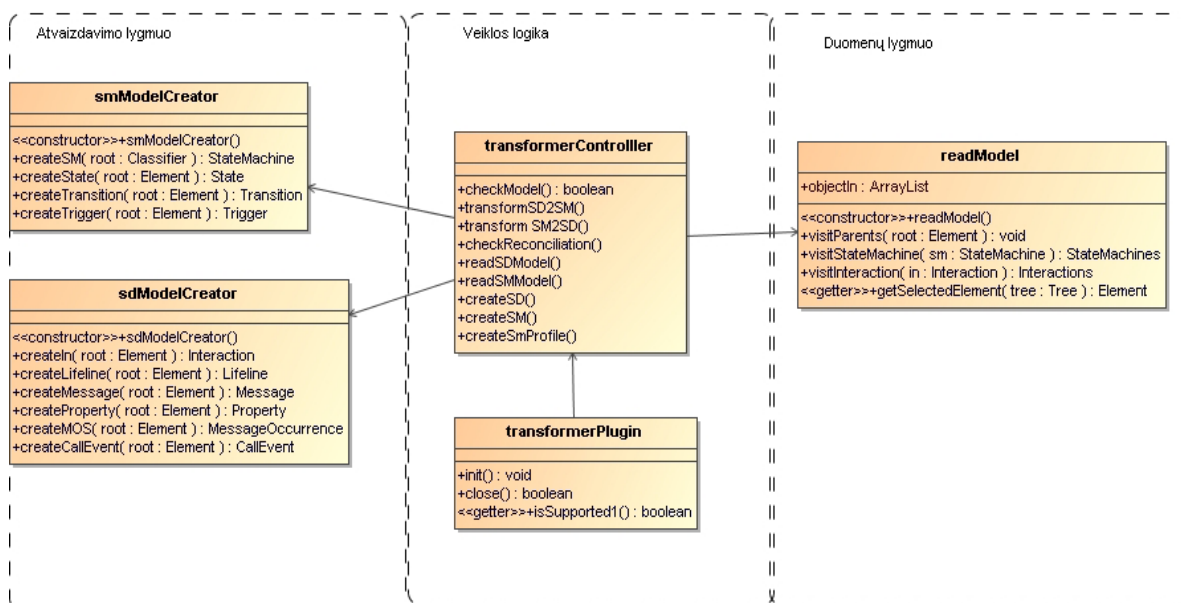 Atvaizdavimo lygmuo
smModelCreator
<<constructor>>+smModelCreator()
+createSM( root : Classifier ) : StateMachine
+createState( root : Element ) : State
+createTransition( root : Element ) : Transition
+createTrigger( root : Element ) : Trigger
sdModelCreator
<<constructor>>+sdModelCreator()
+createIn( root : Element ) : Interaction
+createLifeline( root : Element ) : Lifeline
+createMessage( root : Element ) : Message
+createProperty( root : Element ) : Property
+createMOS( root : Element ) : MessageOccurrence
+createCallEvent( root : Element ) : CallEvent
Veiklos logika
transformerControlller
+checkModel() : boolean
+transformSD2SM()
+transform SM2SD()
+checkReconciliation()
+readSDModel()
+readSMModel()
+createSD()
+createSM()
+createSmProfile()
transformerPlugin
+init() : void
+close() : boolean
<<getter>>+isSupported1() : boolean
Duomenų lygmuo
readModel
+objectIn : ArrayList
<<constructor>>+readModel()
+visitParents( root : Element ) : void
+visitStateMachine( sm : StateMachine ) : StateMachines
+visitInteraction( in : Interaction ) : Interactions
<<getter>>+getSelectedElement( tree : Tree ) : Element